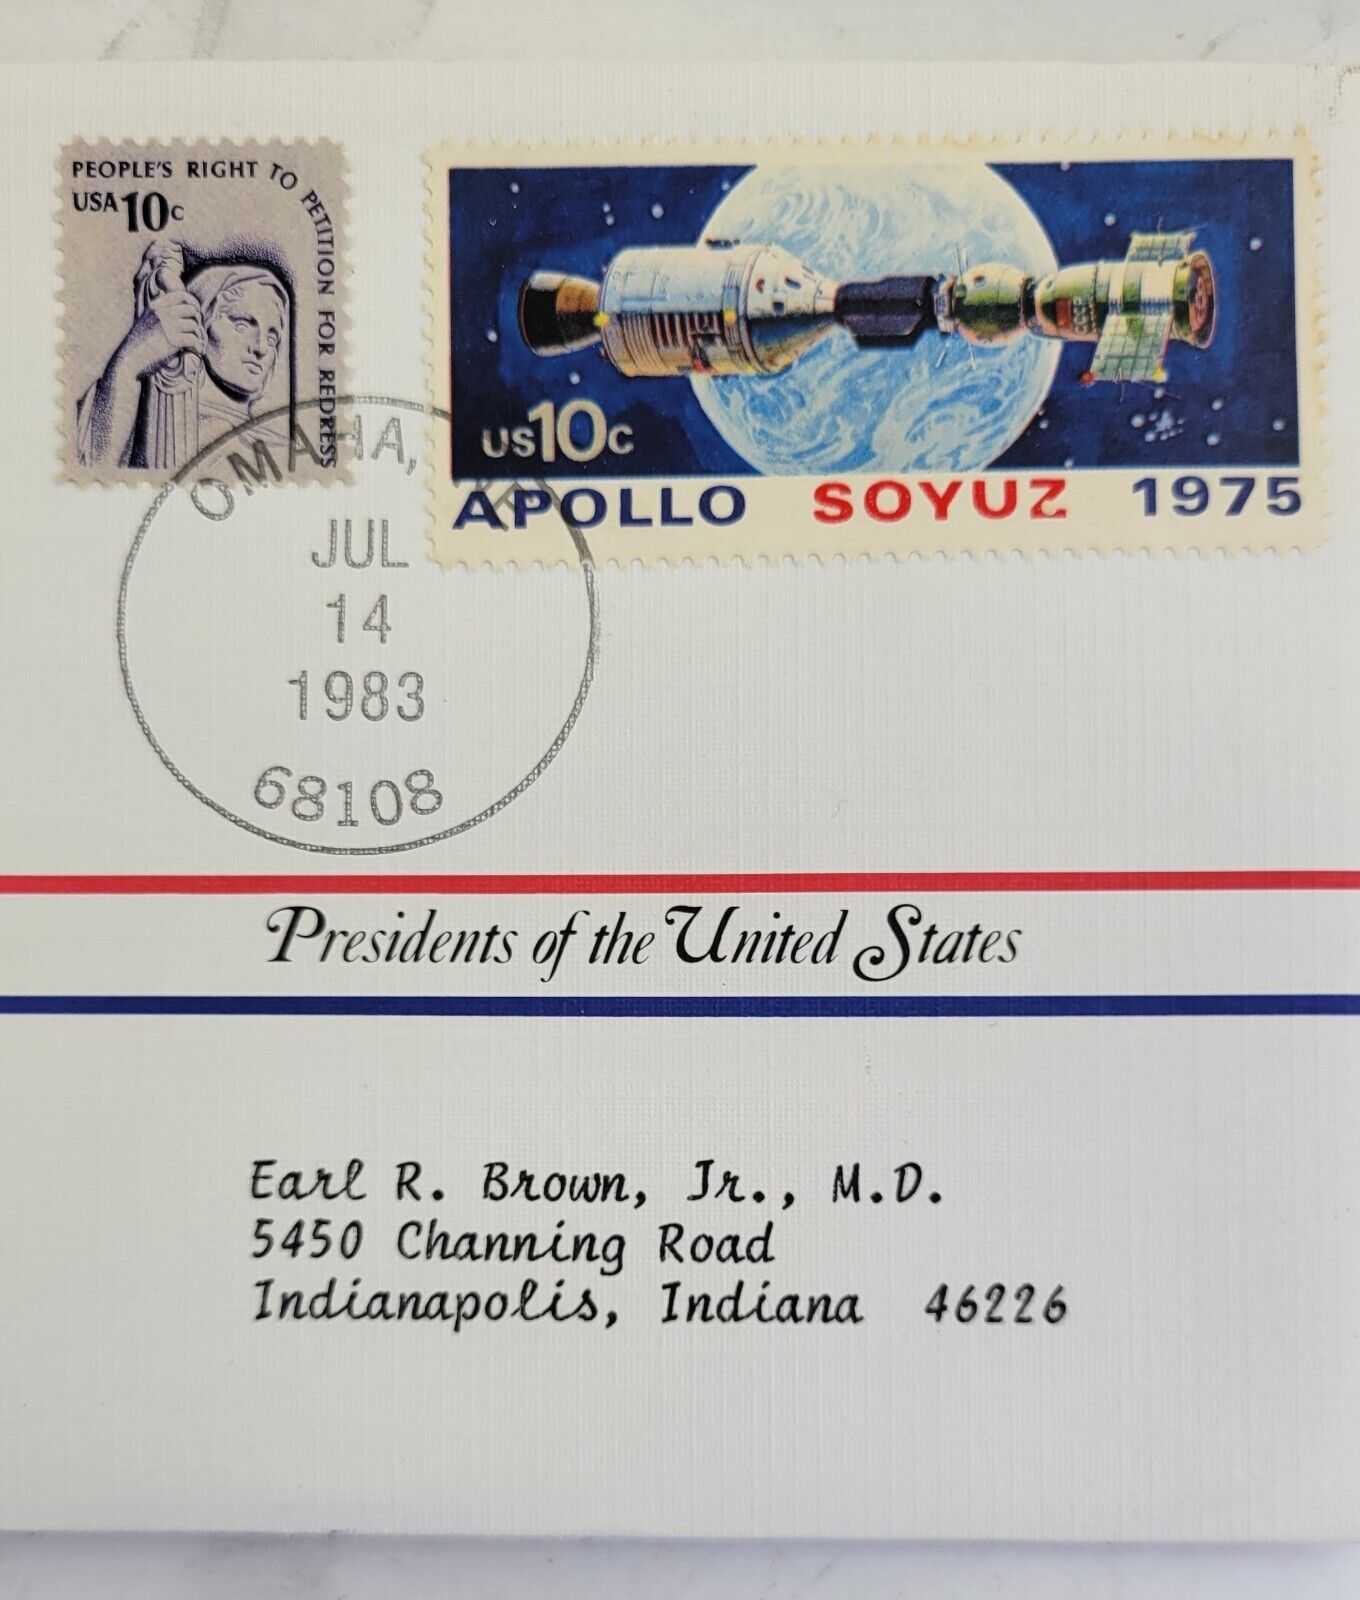 PEOPLE'S RIGHT TO PETITION FOR REDRESS
USA 10c
US 10c
APOLLO SOYUZ 1975
OMAHA, NE
JUL
14
1983
68108
Presidents of the United States
Earl R. Brown, Jr., M.D.
5450 Channing Road
Indianapolis, Indiana 46226